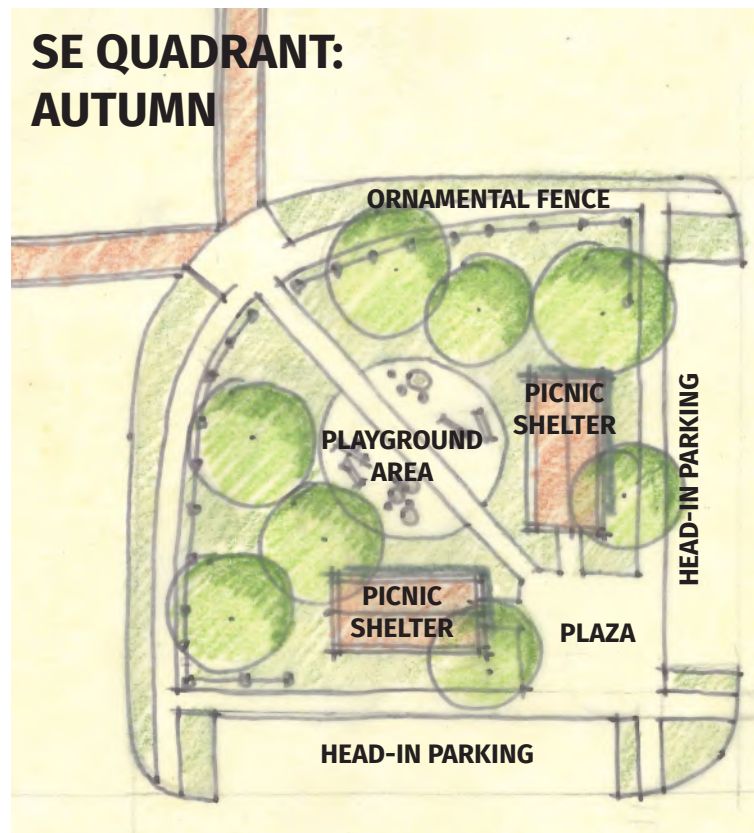 SE QUADRANT:
AUTUMN
ORNAMENTAL FENCE
PICNIC
SHELTER
PLAYGROUND
AREA
HEAD-IN PARKING
PICNIC
SHELTER
PLAZA
HEAD-IN PARKING